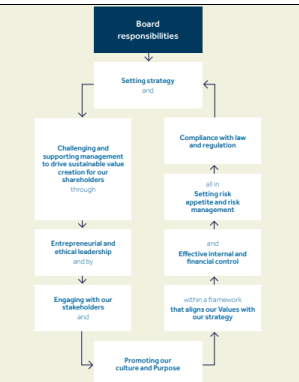 Board
responsibilities
Setting strategy
and
Challenging and
supporting management
to drive sustainable value
creation for our
shareholders
through
Entrepreneurial and
ethical leadership
and by
Engaging with our
stakeholders
and
Promoting our
culture and Purpose
within a framework
that aligns our Values with
our strategy
and
Effective internal and
financial control
all in
Setting risk
appetite and risk
management
Compliance with law
and regulation